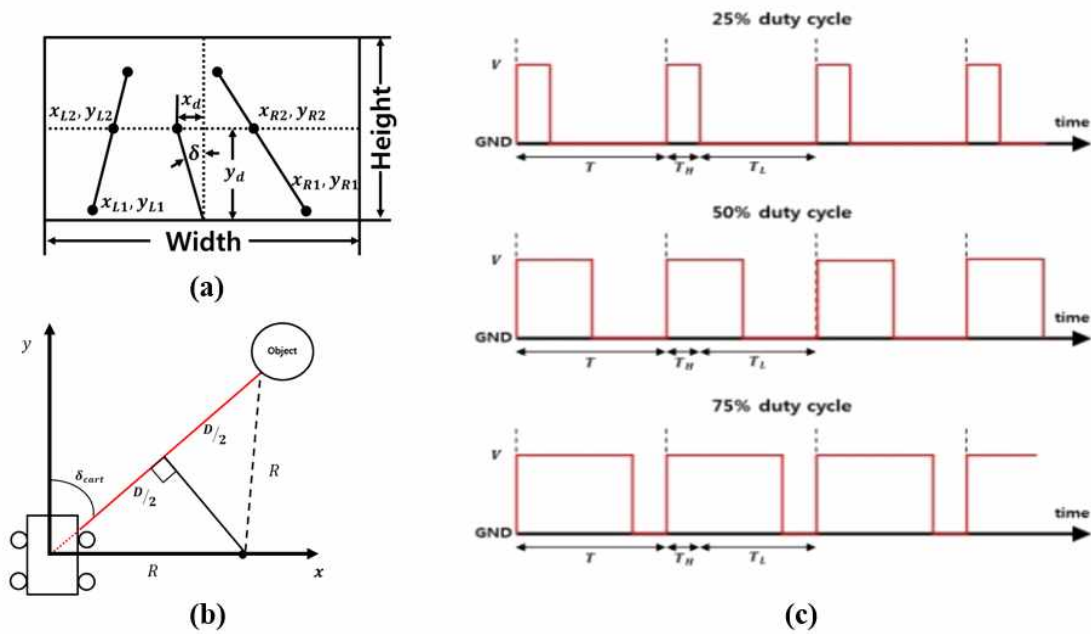 x_d
x_{L2}, y_{L2}
x_{R2}, y_{R2}
δ
y_d
x_{R1}, y_{R1}
x_{L1}, y_{L1}
Height
Width
(a)
y
Object
D/2
R
δ_{cart}
D/2
R
x
(b)
25% duty cycle
V
time
GND
T
T_H
T_L
50% duty cycle
V
time
GND
T
T_H
T_L
75% duty cycle
V
time
GND
T
T_H
T_L
(c)